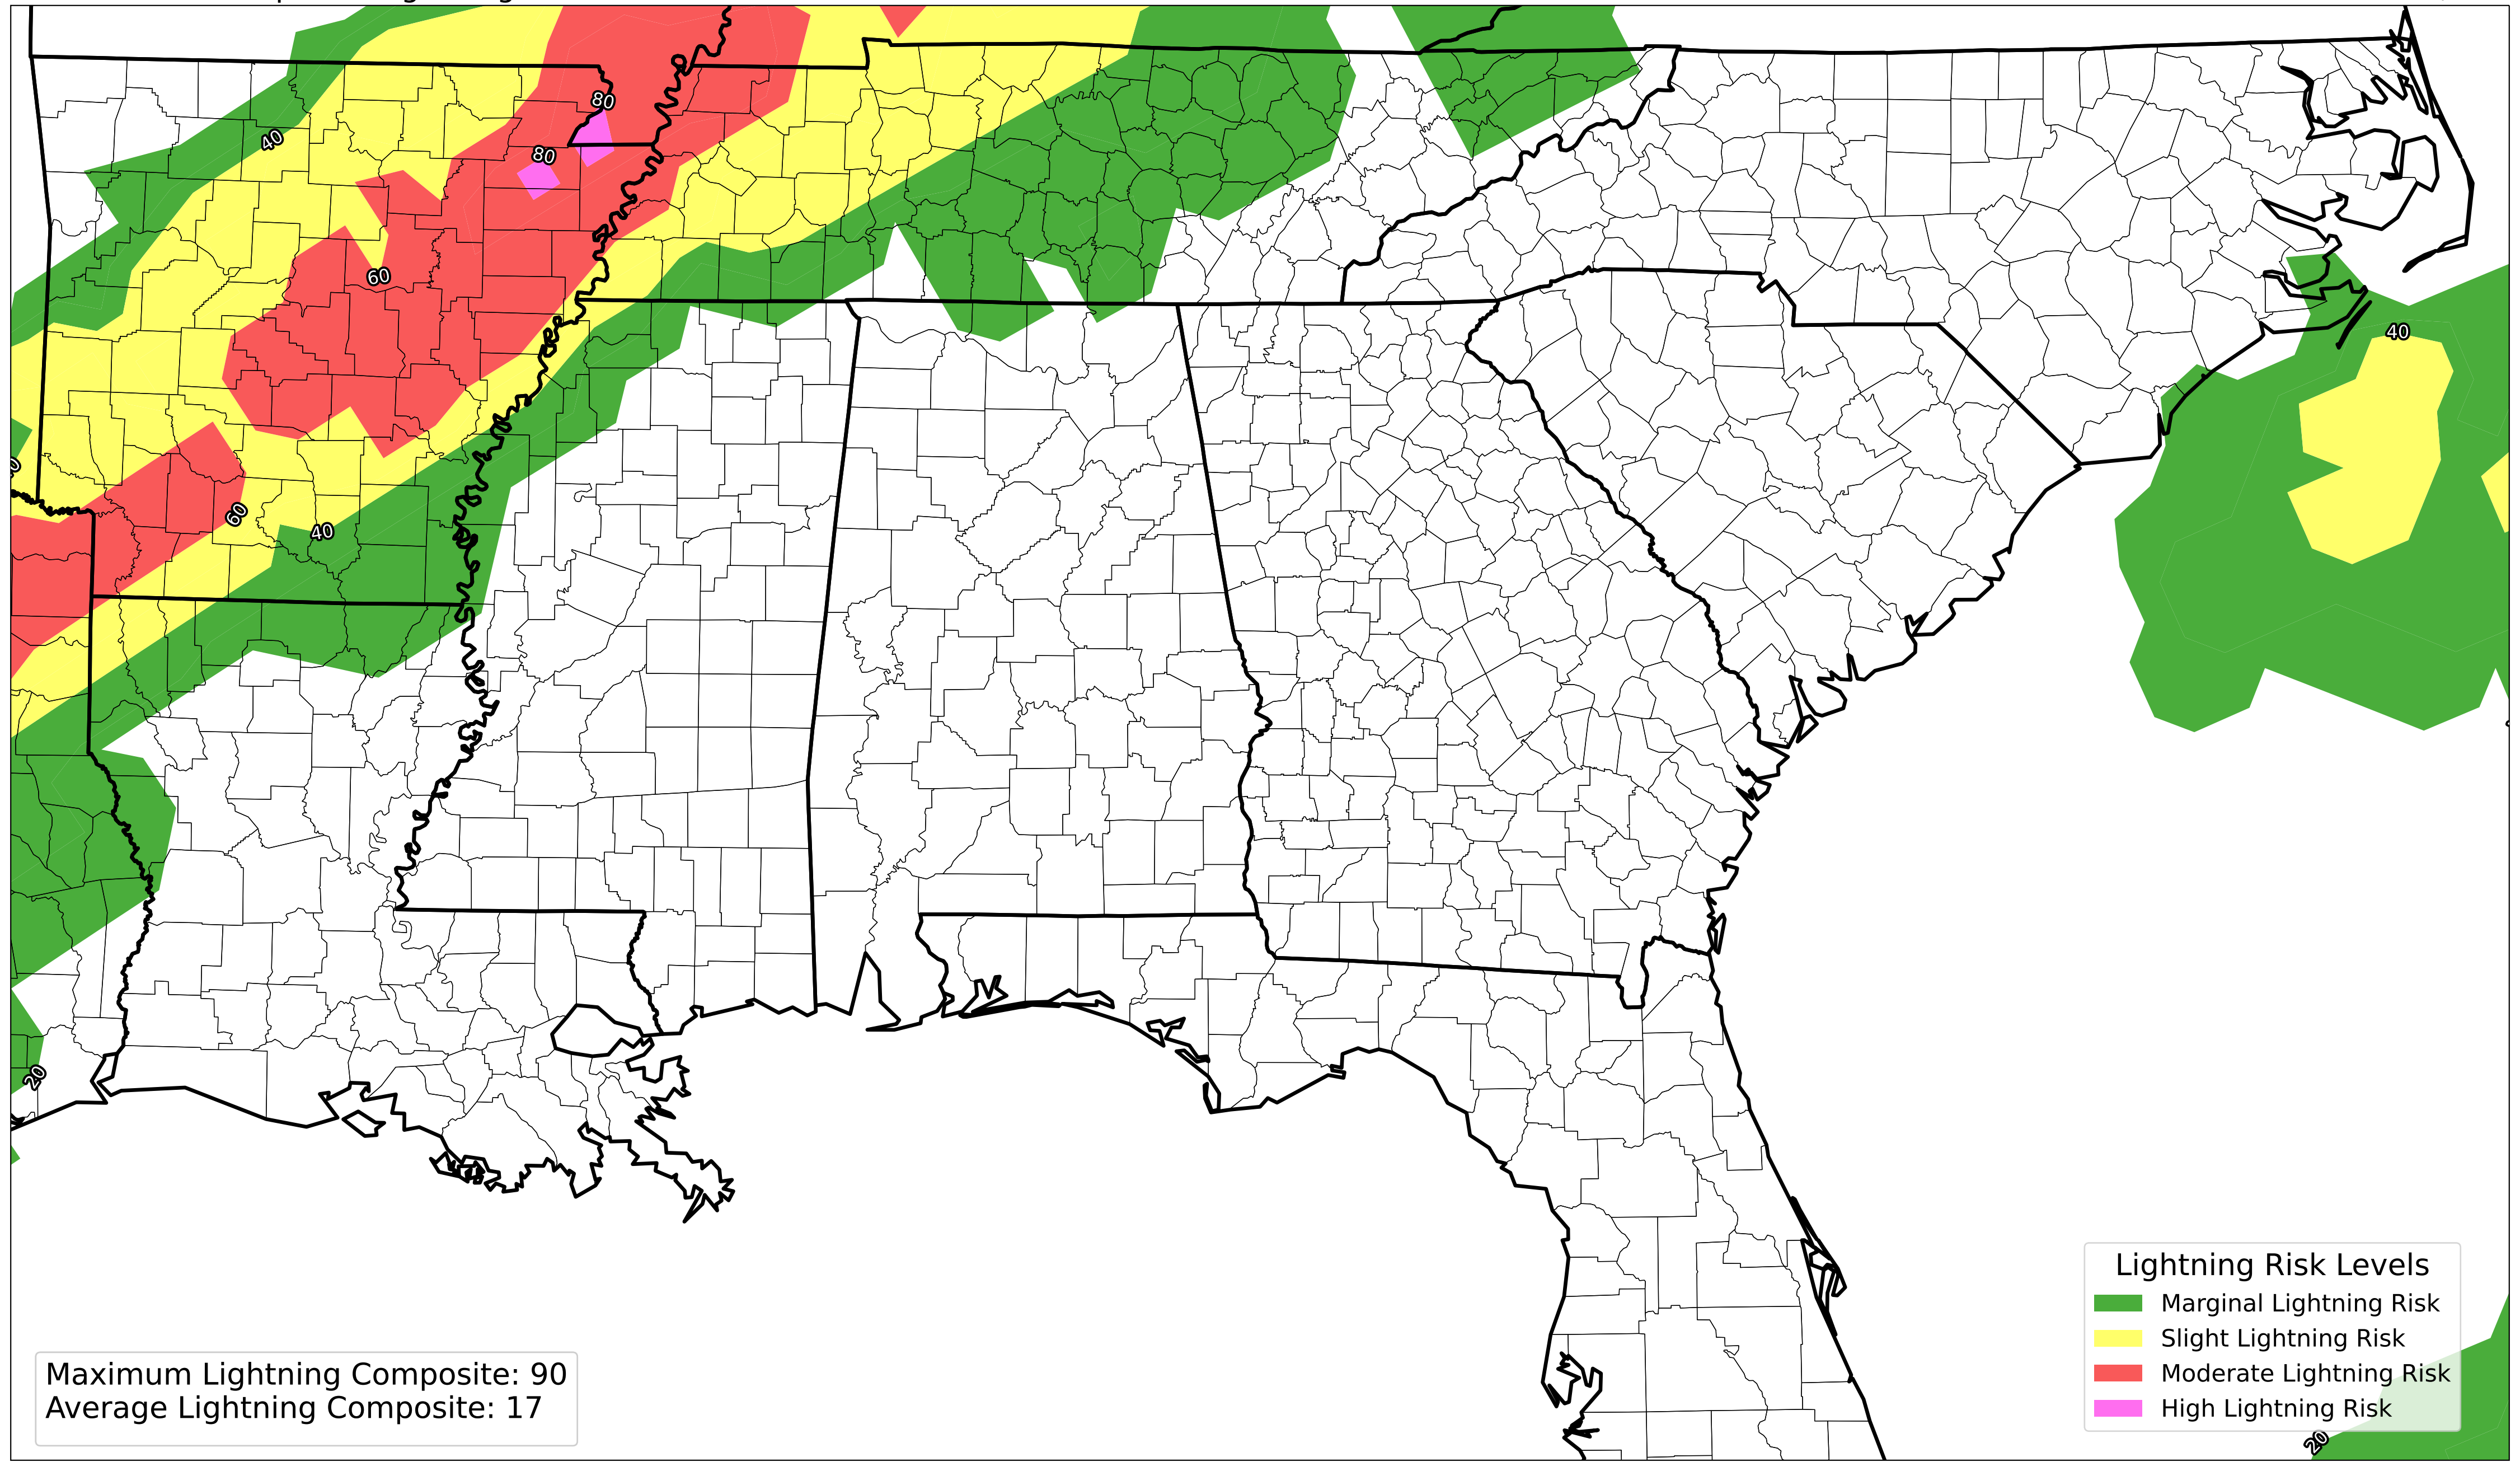 80
40
80
60
40
60
40
20
Lightning Risk Levels
Marginal Lightning Risk
Slight Lightning Risk
Moderate Lightning Risk
High Lightning Risk
Maximum Lightning Composite: 90
Average Lightning Composite: 17
20